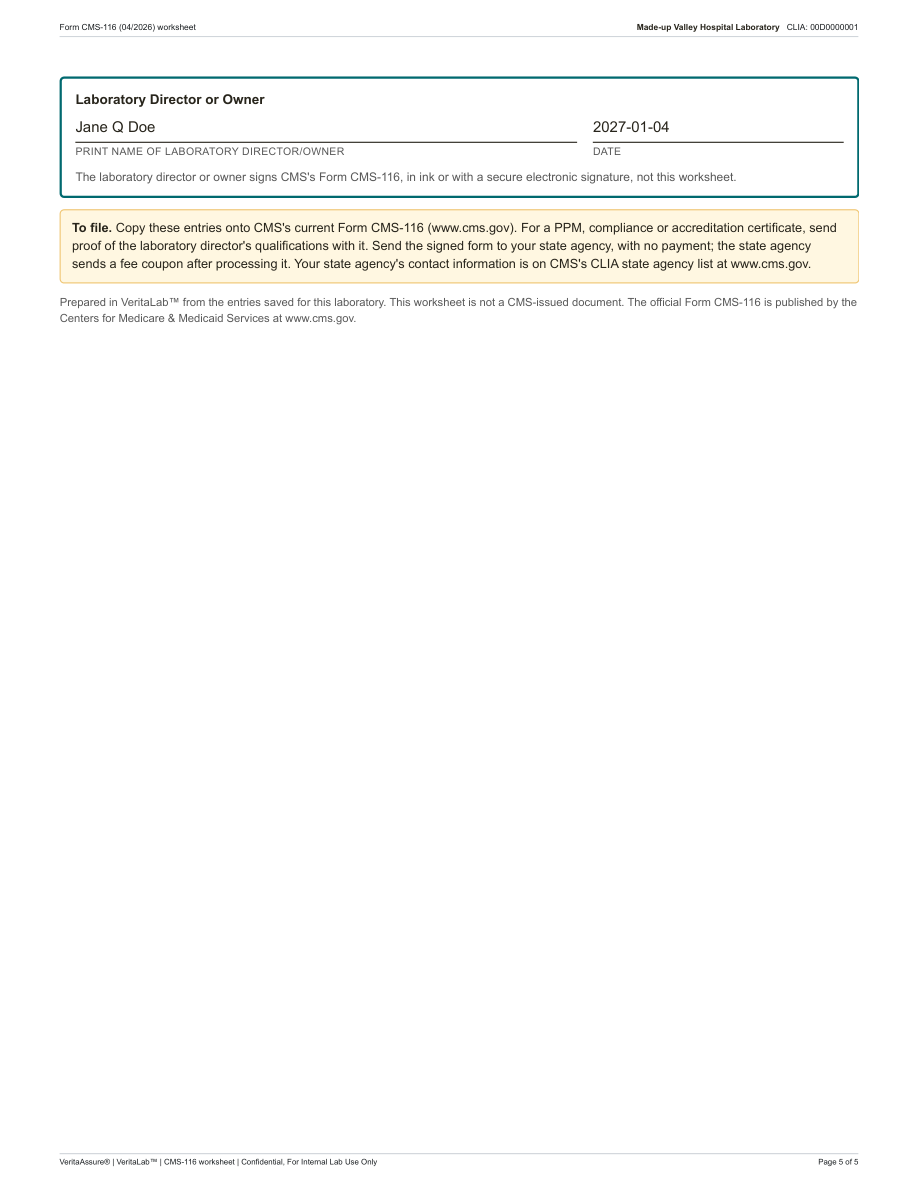 Form CMS-116 (04/2026) worksheet
Made-up Valley Hospital Laboratory CLIA: 00D0000001
Laboratory Director or Owner
Jane Q Doe
2027-01-04
PRINT NAME OF LABORATORY DIRECTOR/OWNER
DATE
The laboratory director or owner signs CMS's Form CMS-116, in ink or with a secure electronic signature, not this worksheet.
To file. Copy these entries onto CMS's current Form CMS-116 (www.cms.gov). For a PPM, compliance or accreditation certificate, send
proof of the laboratory director's qualifications with it. Send the signed form to your state agency, with no payment; the state agency
sends a fee coupon after processing it. Your state agency's contact information is on CMS's CLIA state agency list at www.cms.gov.
Prepared in VeritaLab™ from the entries saved for this laboratory. This worksheet is not a CMS-issued document. The official Form CMS-116 is published by the
Centers for Medicare & Medicaid Services at www.cms.gov.
VeritaAssure® | VeritaLab™ | CMS-116 worksheet | Confidential, For Internal Lab Use Only
Page 5 of 5